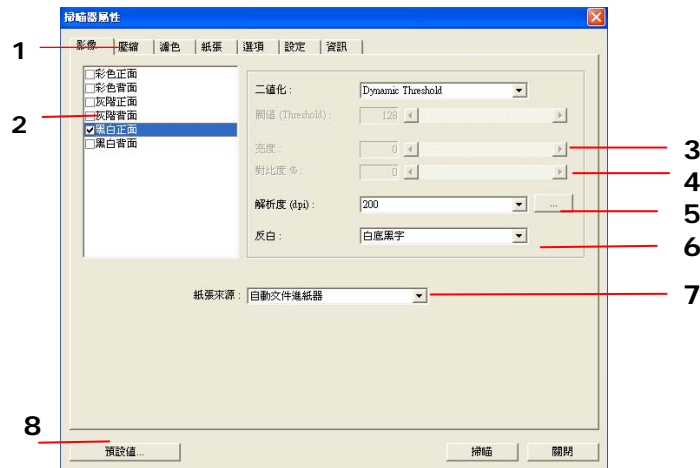 掃瞄器屬性
影像 壓縮 濾色 紙張 選項 設定 資訊
1
彩色正面
彩色背面
灰階正面
灰階背面
黑白正面
黑白背面
2
二值化: Dynamic Threshold
閾值 (Threshold): 128
亮度: 0
3
對比度 %: 0
4
解析度 (dpi): 200 ...
5
反白: 白底黑字
6
紙張來源: 自動文件進紙器
7
8
預設值... 掃瞄 關閉